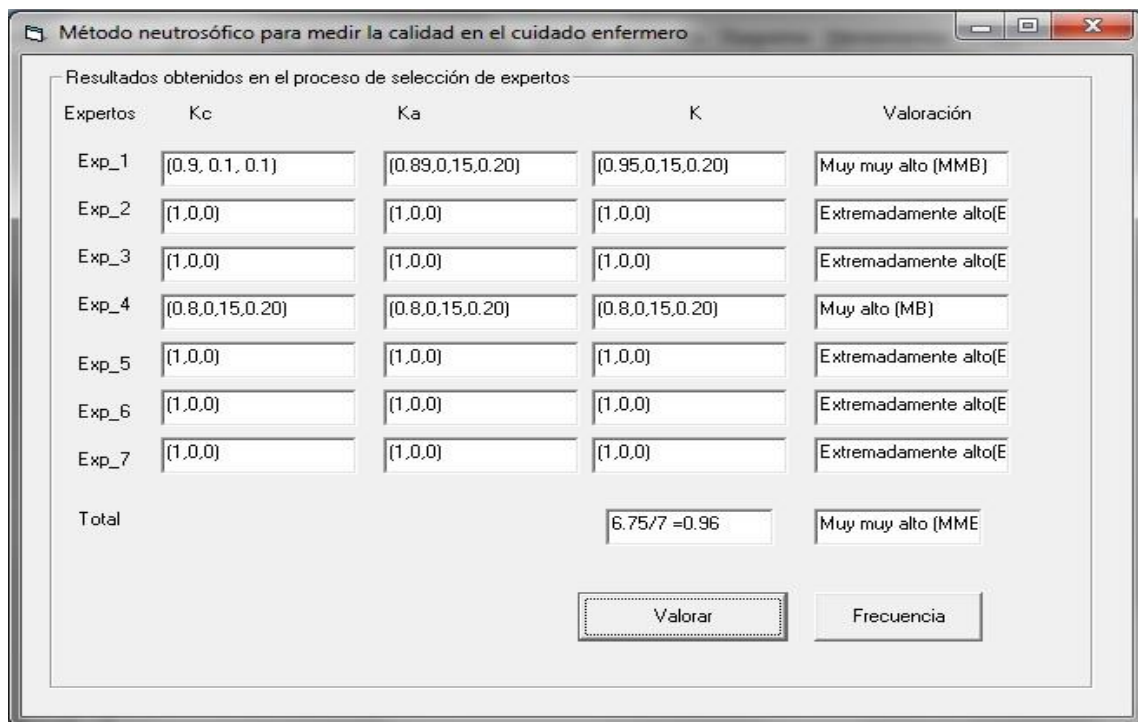 Método neutrosófico para medir la calidad en el cuidado enfermero
Resultados obtenidos en el proceso de selección de expertos
Expertos Kc Ka K Valoración
Exp_1 (0.9, 0.1, 0.1) (0.89,0,15,0.20) (0.95,0,15,0.20) Muy muy alto (MMB)
Exp_2 (1,0,0) (1,0,0) (1,0,0) Extremadamente alto(E
Exp_3 (1,0,0) (1,0,0) (1,0,0) Extremadamente alto(E
Exp_4 (0.8,0,15,0.20) (0.8,0,15,0.20) (0.8,0,15,0.20) Muy alto (MB)
Exp_5 (1,0,0) (1,0,0) (1,0,0) Extremadamente alto(E
Exp_6 (1,0,0) (1,0,0) (1,0,0) Extremadamente alto(E
Exp_7 (1,0,0) (1,0,0) (1,0,0) Extremadamente alto(E
Total 6.75/7 =0.96 Muy muy alto (MME
Valorar Frecuencia